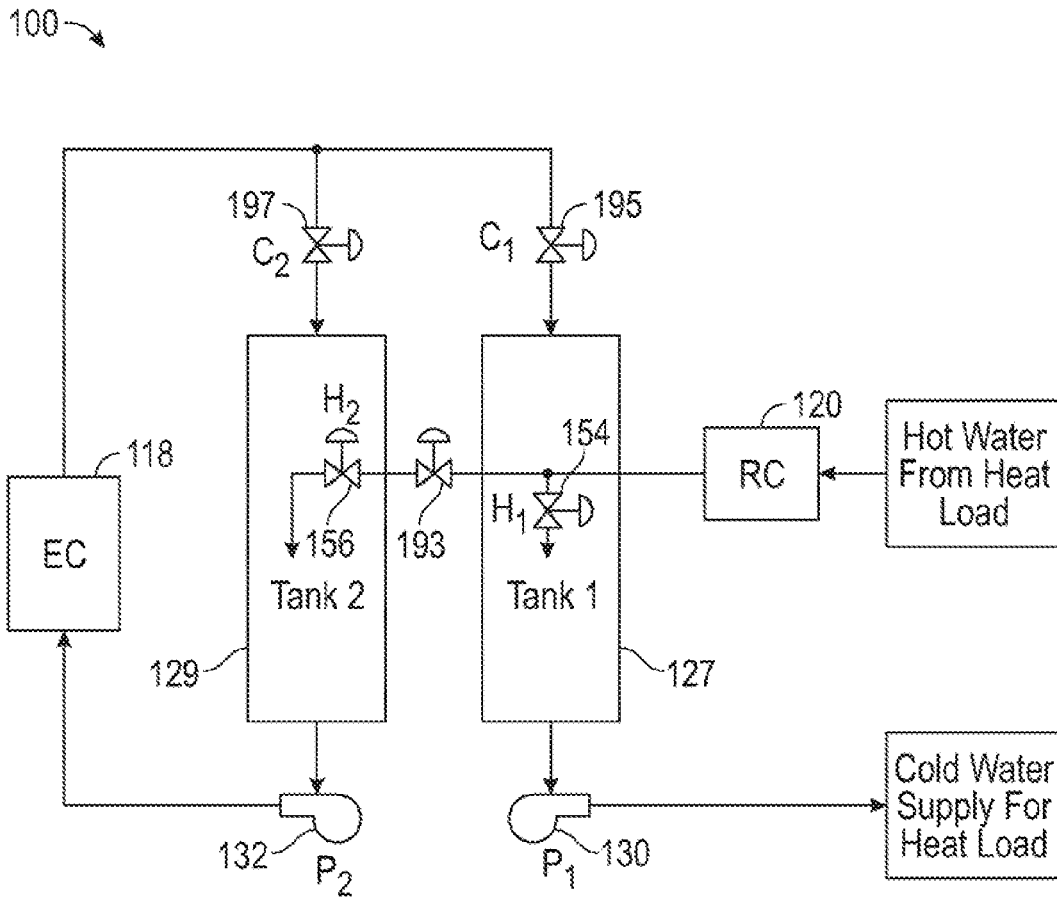 100
197
195
C2
C1
H2
154
120
Hot Water
From Heat
Load
118
RC
H1
EC
156
193
Tank 2
Tank 1
129
127
Cold Water
Supply For
Heat Load
132
130
P2
P1